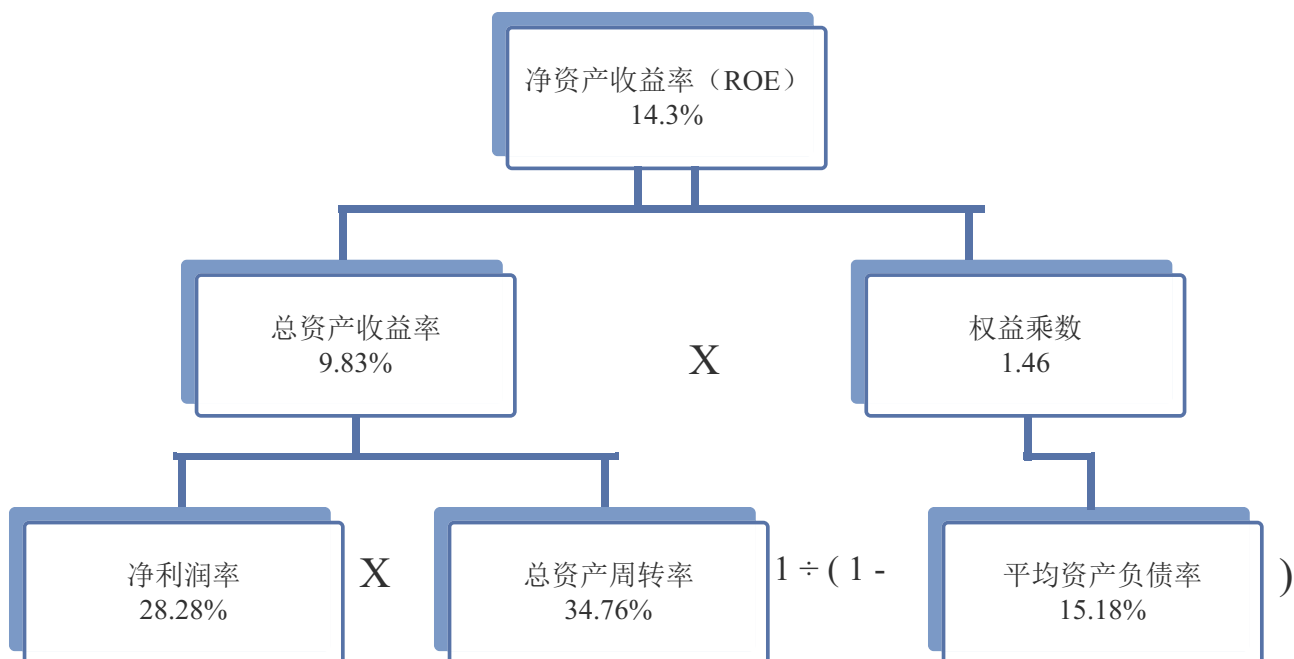 净资产收益率（ROE）
14.3%
总资产收益率
9.83%
X
权益乘数
1.46
净利润率
28.28%
X
总资产周转率
34.76%
1 ÷ ( 1 -
平均资产负债率
15.18%
)